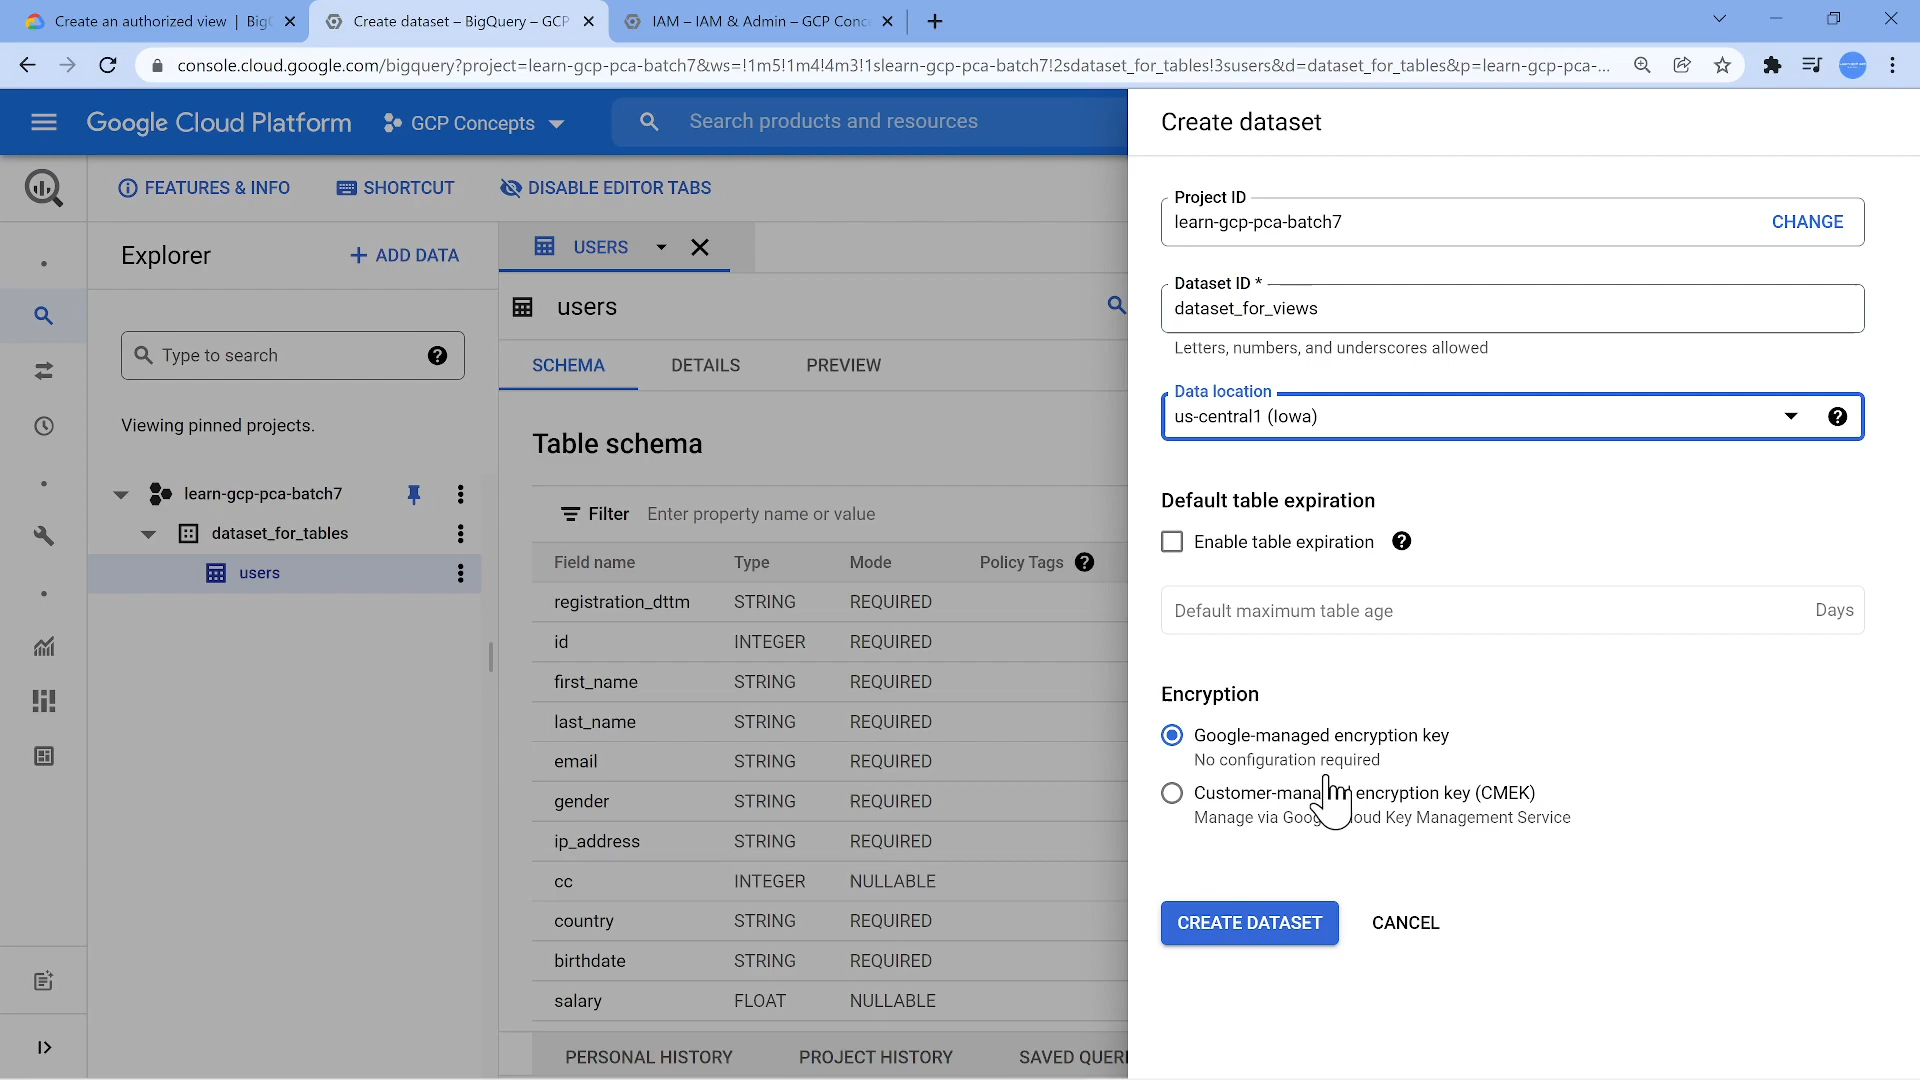 Create an authorized view | Big
Create dataset – BigQuery – GCP
IAM – IAM & Admin – GCP Conc
console.cloud.google.com/bigquery?project=learn-gcp-pca-batch7&ws=!1m5!1m4!4m3!1slearn-gcp-pca-batch7!2sdataset_for_tables!3susers&d=dataset_for_tables&p=learn-gcp-pca-...
Google Cloud Platform
GCP Concepts
Search products and resources
FEATURES & INFO
SHORTCUT
DISABLE EDITOR TABS
Explorer
+ ADD DATA
Type to search
Viewing pinned projects.
learn-gcp-pca-batch7
dataset_for_tables
users
USERS
users
SCHEMA DETAILS PREVIEW
Table schema
Filter Enter property name or value
Field name Type Mode Policy Tags
registration_dttm STRING REQUIRED
id INTEGER REQUIRED
first_name STRING REQUIRED
last_name STRING REQUIRED
email STRING REQUIRED
gender STRING REQUIRED
ip_address STRING REQUIRED
cc INTEGER NULLABLE
country STRING REQUIRED
birthdate STRING REQUIRED
salary FLOAT NULLABLE
PERSONAL HISTORY PROJECT HISTORY SAVED QUERI
Create dataset
Project ID
learn-gcp-pca-batch7 CHANGE
Dataset ID *
dataset_for_views
Letters, numbers, and underscores allowed
Data location
us-central1 (Iowa)
Default table expiration
Enable table expiration
Default maximum table age Days
Encryption
Google-managed encryption key
No configuration required
Customer-mana encryption key (CMEK)
Manage via Goog loud Key Management Service
CREATE DATASET CANCEL